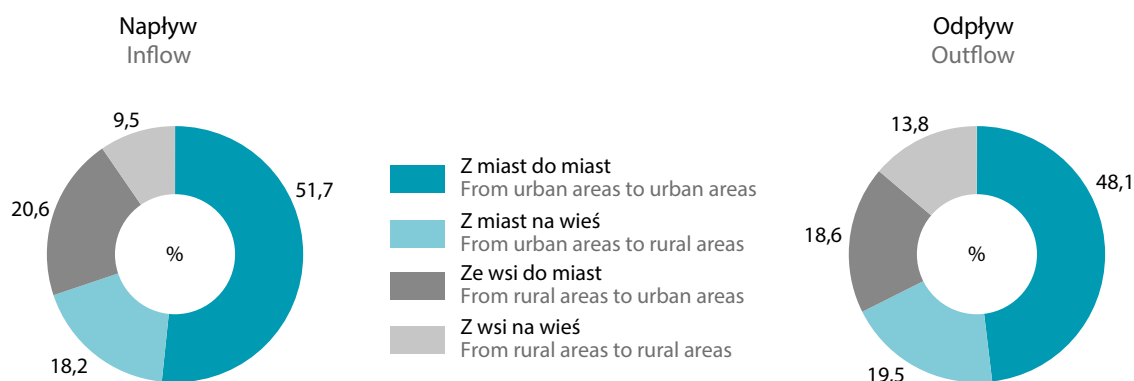 Napływ
Inflow
9,5
51,7
20,6
%
18,2
Z miast do miast
From urban areas to urban areas
Z miast na wieś
From urban areas to rural areas
Ze wsi do miast
From rural areas to urban areas
Z wsi na wieś
From rural areas to rural areas
Odpływ
Outflow
13,8
48,1
18,6
%
19,5